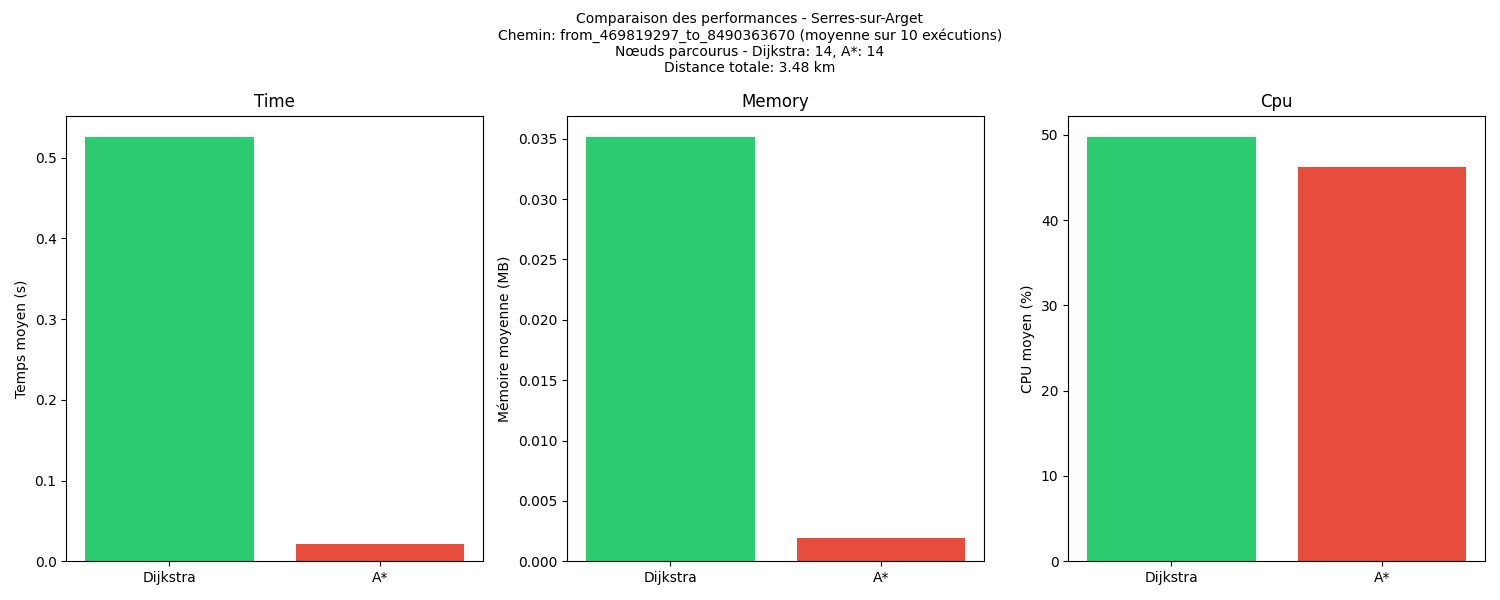 Comparaison des performances - Serres-sur-Arget
Chemin: from_469819297_to_8490363670 (moyenne sur 10 exécutions)
Nœuds parcourus - Dijkstra: 14, A*: 14
Distance totale: 3.48 km
Time
Temps moyen (s)
0.5
0.4
0.3
0.2
0.1
0.0
Dijkstra
A*
Memory
Mémoire moyenne (MB)
0.035
0.030
0.025
0.020
0.015
0.010
0.005
0.000
Dijkstra
A*
Cpu
CPU moyen (%)
50
40
30
20
10
0
Dijkstra
A*